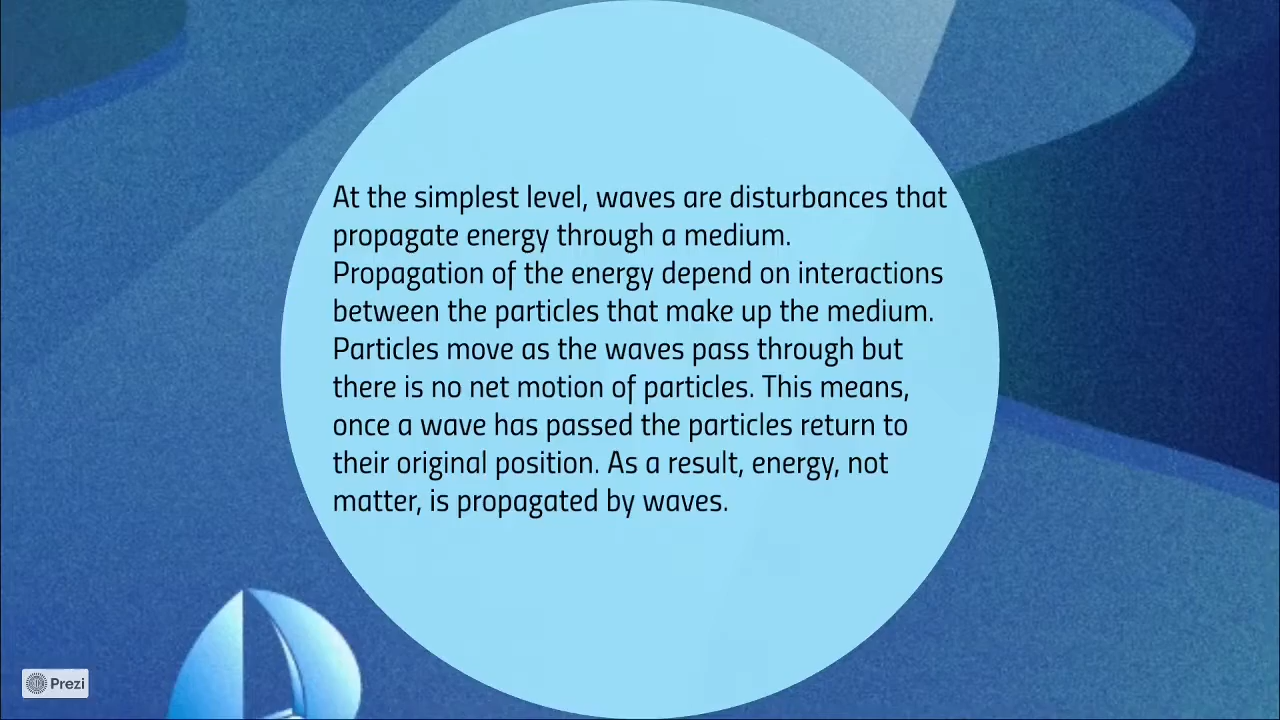 At the simplest level, waves are disturbances that
propagate energy through a medium.
Propagation of the energy depend on interactions
between the particles that make up the medium.
Particles move as the waves pass through but
there is no net motion of particles. This means,
once a wave has passed the particles return to
their original position. As a result, energy, not
matter, is propagated by waves.
Prezi